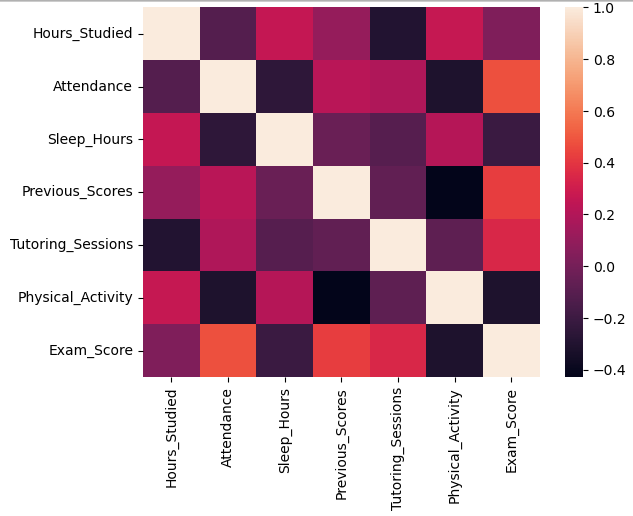 Hours_Studied
Attendance
Sleep_Hours
Previous_Scores
Tutoring_Sessions
Physical_Activity
Exam_Score
Hours_Studied
Attendance
Sleep_Hours
Previous_Scores
Tutoring_Sessions
Physical_Activity
Exam_Score
1.0
0.8
0.6
0.4
0.2
0.0
−0.2
−0.4